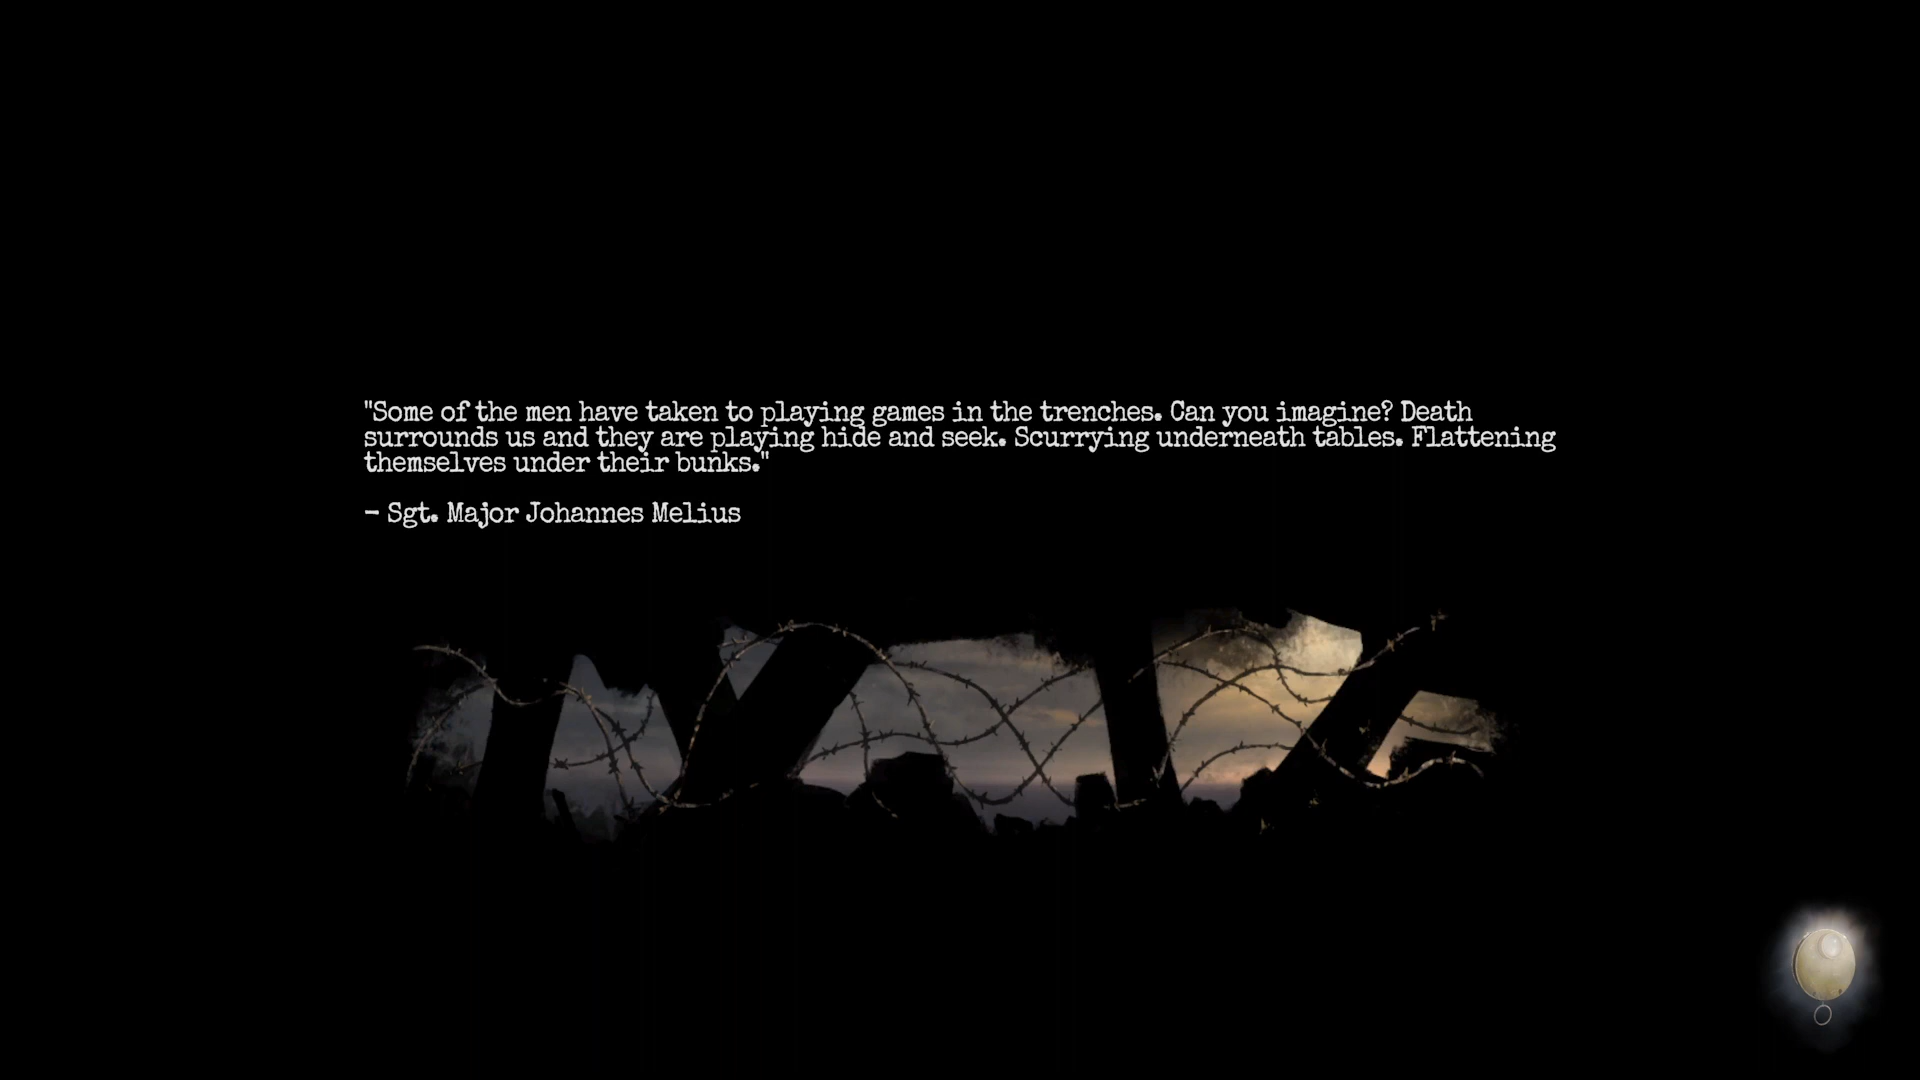 "Some of the men have taken to playing games in the trenches. Can you imagine? Death
surrounds us and they are playing hide and seek. Scurrying underneath tables. Flattening
themselves under their bunks."
- Sgt. Major Johannes Melius